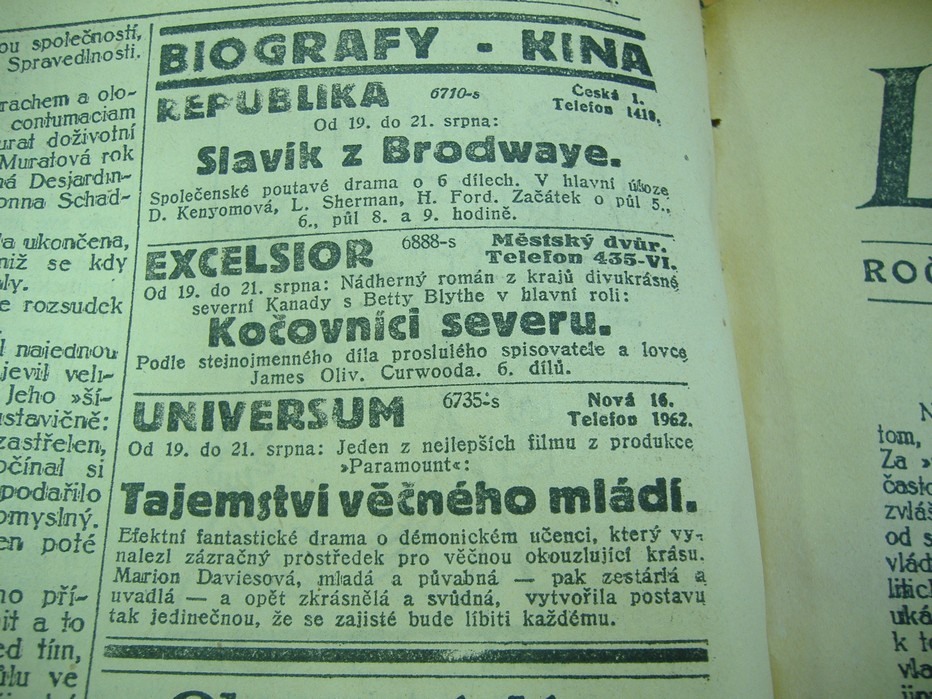 ou společností,
Spravedlnosti.
rachem a olo-
contumaciam
urat doživotní
Muratová rok
ná Desjardin-
onna Schad-
a ukončena,
niž se kdy
ly.
e rozsudek
l najednou
jevil veli-
Jeho »ší-
ustavičně:
zastřelen,
očínal si
podařilo
omyslný.
en poté
ho pří-
it a to
ed tím,
ůlu ve
BIOGRAFY - KINA
REPUBLIKA 6710-s Česká 1.
Telefon 1418.
Od 19. do 21. srpna:
Slavík z Brodwaye.
Společenské poutavé drama o 6 dílech. V hlavní úloze
D. Kenyomová, L. Sherman, H. Ford. Začátek o půl 5.,
6., půl 8. a 9. hodině.
EXCELSIOR 6888-s Městský dvůr.
Telefon 435-VI.
Od 19. do 21. srpna: Nádherný román z krajů divukrásné
severní Kanady s Betty Blythe v hlavní roli:
Kočovníci severu.
Podle stejnojmenného díla proslulého spisovatele a lovce
James Oliv. Curwooda. 6. dílů.
UNIVERSUM 6735-s Nová 16.
Telefon 1962.
Od 19. do 21. srpna: Jeden z nejlepších filmu z produkce
»Paramount«:
Tajemství věčného mládí.
Efektní fantastické drama o démonickém učenci, který vy-
nalezl zázračný prostředek pro věčnou okouzlující krásu.
Marion Daviesová, mladá a půvabná — pak zestárlá a
uvadlá — a opět zkrásnělá a svůdná, vytvořila postavu
tak jedinečnou, že se zajisté bude líbiti každému.
L
ROČ
N
tom,
Za »
často
zvláš
od s
vlád
uká
k te
vla